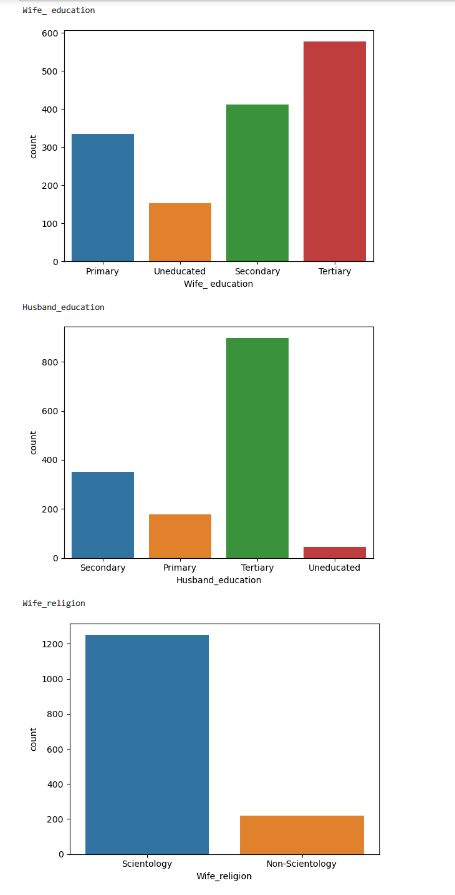 Wife_ education
600
500
400
300
200
100
0
count
Primary Uneducated Secondary Tertiary
Wife_ education
Husband_education
800
600
400
200
0
count
Secondary Primary Tertiary Uneducated
Husband_education
Wife_religion
1200
1000
800
600
400
200
0
count
Scientology Non-Scientology
Wife_religion